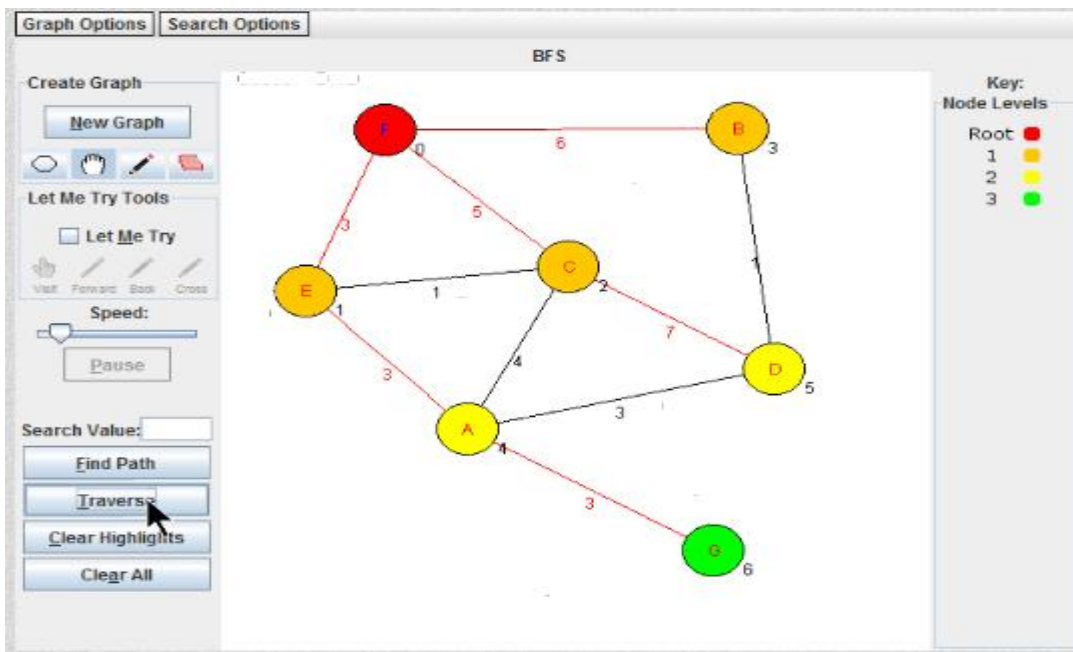 Graph Options Search Options
BFS
Create Graph
New Graph
Let Me Try Tools
Let Me Try
Visit Forward Back Cross
Speed:
Pause
Search Value:
Find Path
Traverse
Clear Highlights
Clear All
F
0
6
B
3
3
5
1
E
1
1
C
2
7
4
3
D
5
3
A
4
3
G
6
Key:
Node Levels
Root
1
2
3